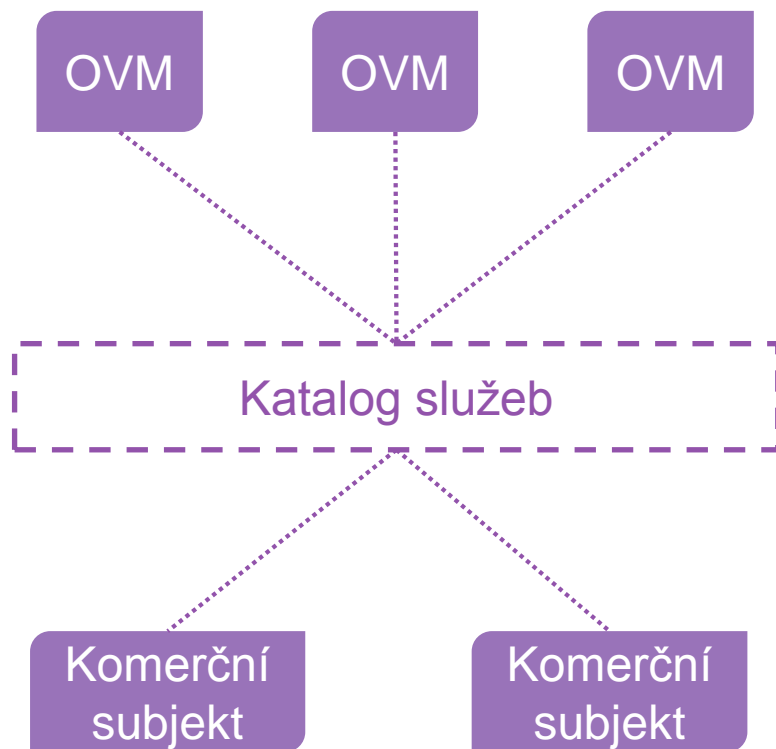 OVM
OVM
OVM
Katalog služeb
Komerční
subjekt
Komerční
subjekt